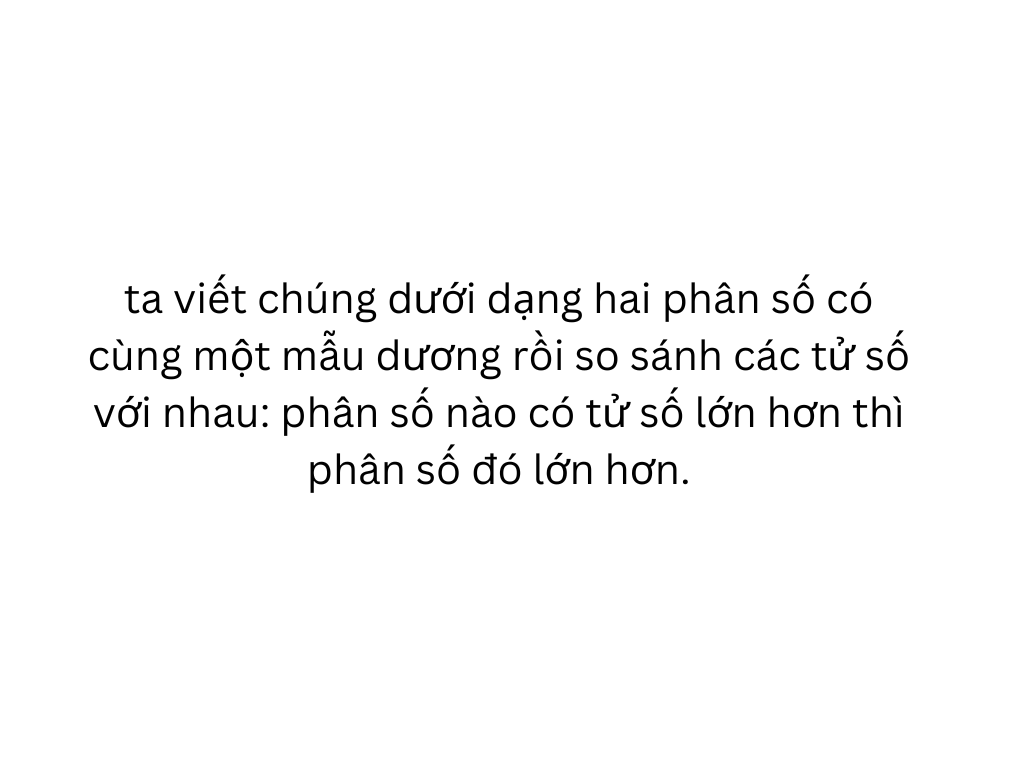 ta viết chúng dưới dạng hai phân số có
cùng một mẫu dương rồi so sánh các tử số
với nhau: phân số nào có tử số lớn hơn thì
phân số đó lớn hơn.